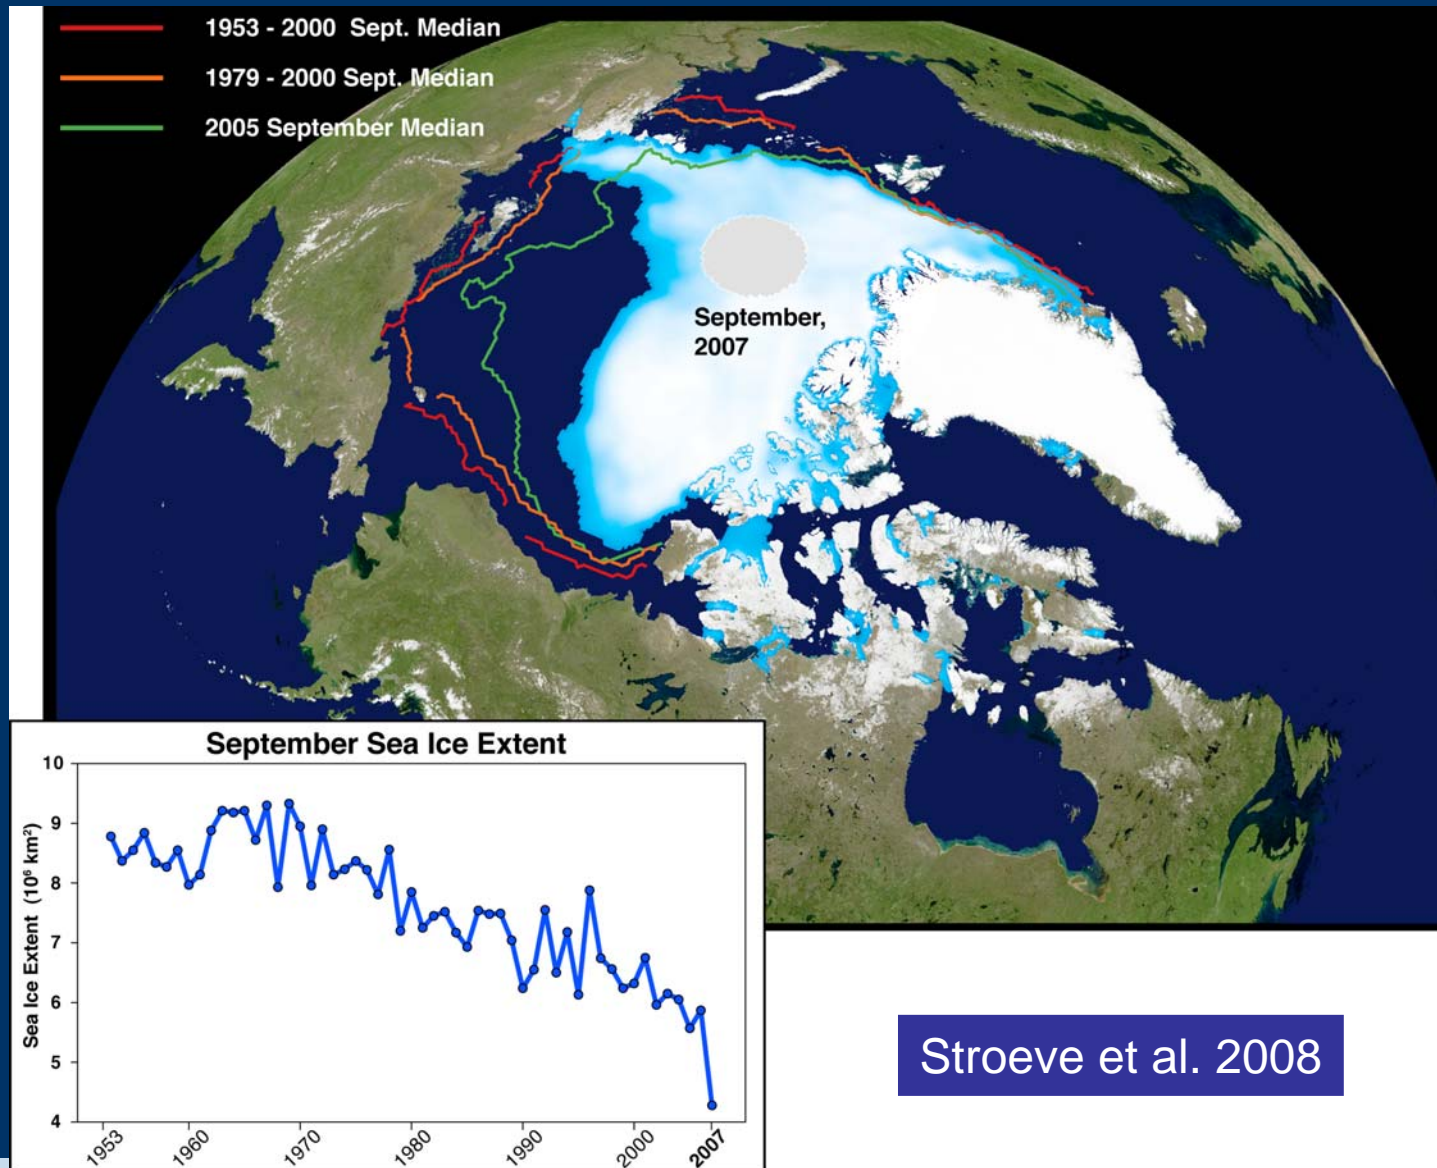 1953 - 2000 Sept. Median
1979 - 2000 Sept. Median
2005 September Median
September,
2007
September Sea Ice Extent
Sea Ice Extent (10⁶ km²)
10
9
8
7
6
5
4
1953
1960
1970
1980
1990
2000
2007
Stroeve et al. 2008